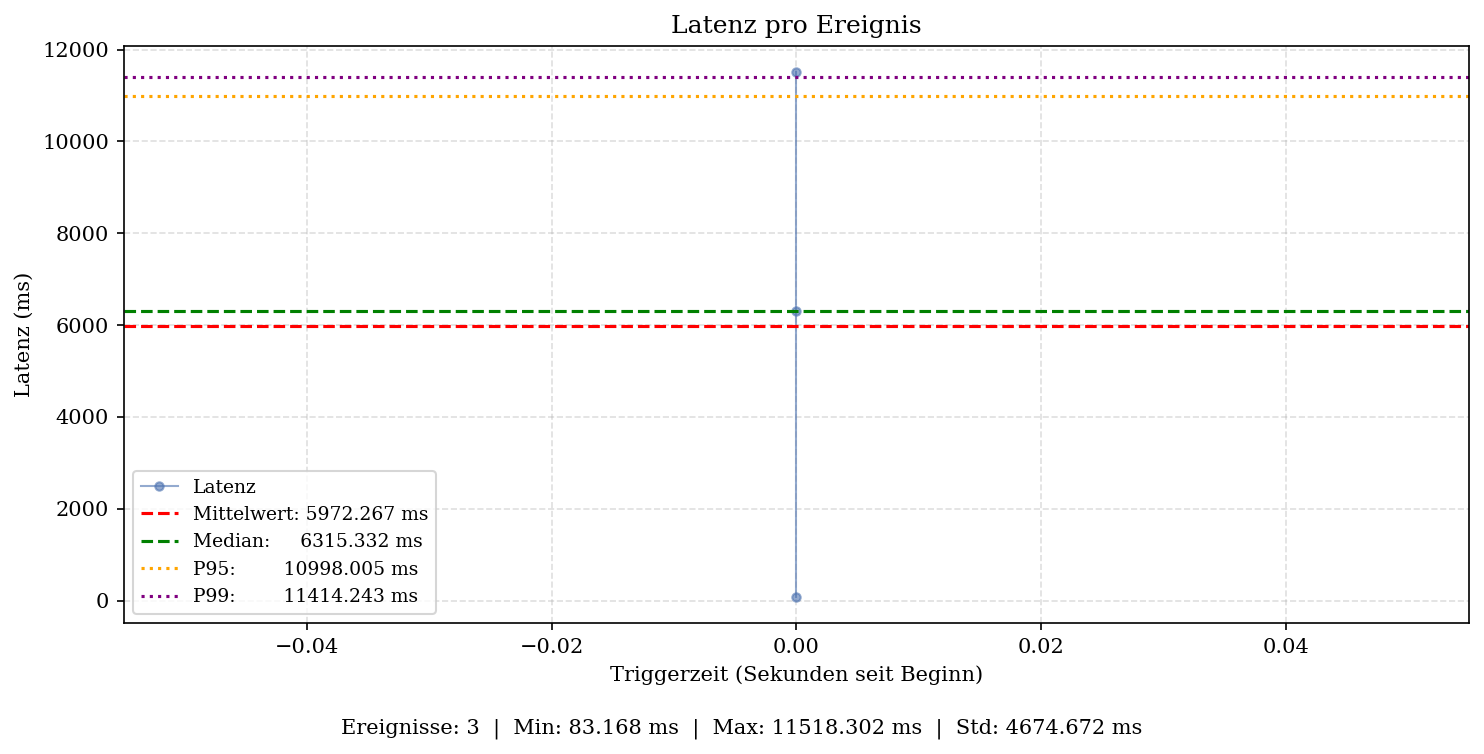 Latenz pro Ereignis
12000
10000
8000
6000
4000
2000
0
Latenz (ms)
Latenz
Mittelwert: 5972.267 ms
Median: 6315.332 ms
P95: 10998.005 ms
P99: 11414.243 ms
−0.04 −0.02 0.00 0.02 0.04
Triggerzeit (Sekunden seit Beginn)
Ereignisse: 3 | Min: 83.168 ms | Max: 11518.302 ms | Std: 4674.672 ms